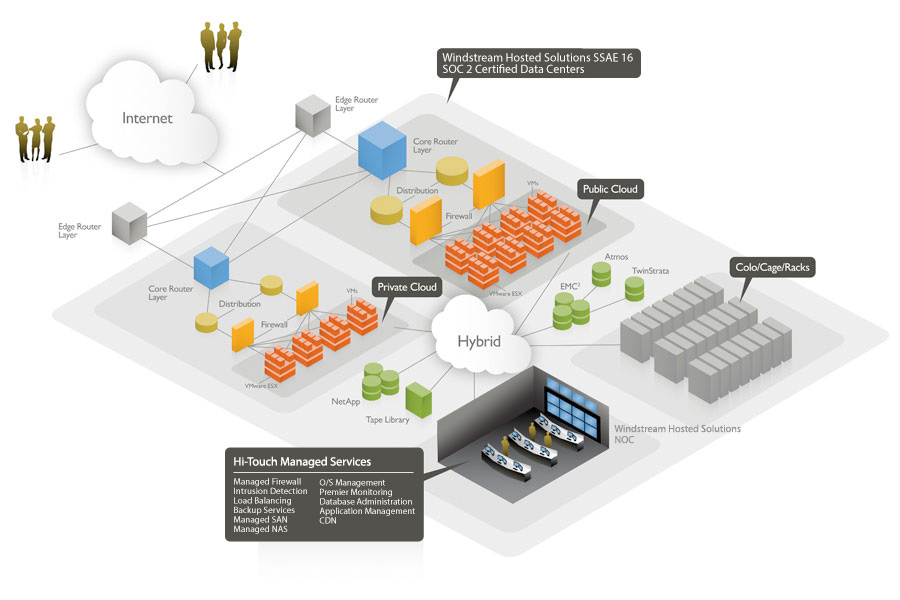 Windstream Hosted Solutions SSAE 16
SOC 2 Certified Data Centers
Internet
Edge Router
Layer
Core Router
Layer
Distribution
Firewall
VMs
VMware ESX
Public Cloud
Edge Router
Layer
Core Router
Layer
Distribution
Firewall
VMs
VMware ESX
Private Cloud
Atmos
TwinStrata
EMC²
Colo/Cage/Racks
Hybrid
NetApp
Tape Library
Windstream Hosted Solutions
NOC
Hi-Touch Managed Services
Managed Firewall
Intrusion Detection
Load Balancing
Backup Services
Managed SAN
Managed NAS
O/S Management
Premier Monitoring
Database Administration
Application Management
CDN